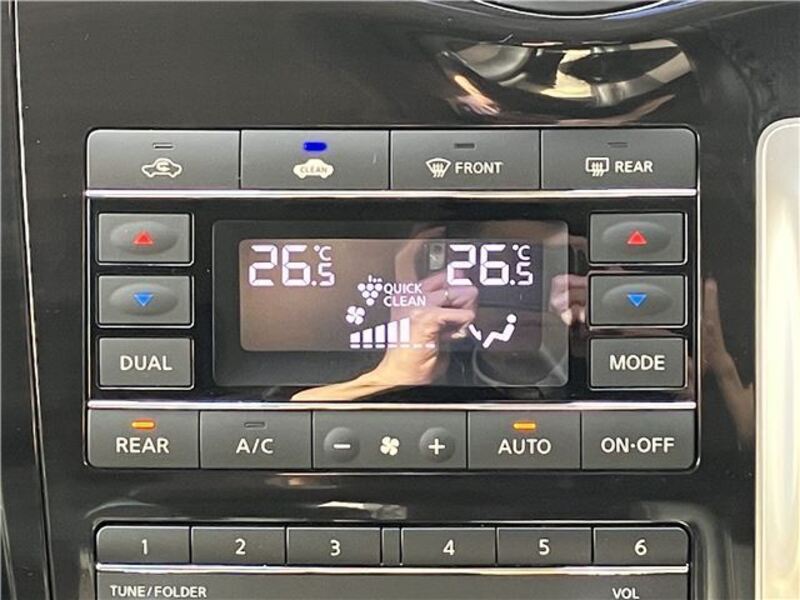 CLEAN FRONT REAR
26.5°C 26.5°C
QUICK
CLEAN
DUAL MODE
REAR A/C − + AUTO ON·OFF
1 2 3 4 5 6
TUNE/FOLDER VOL